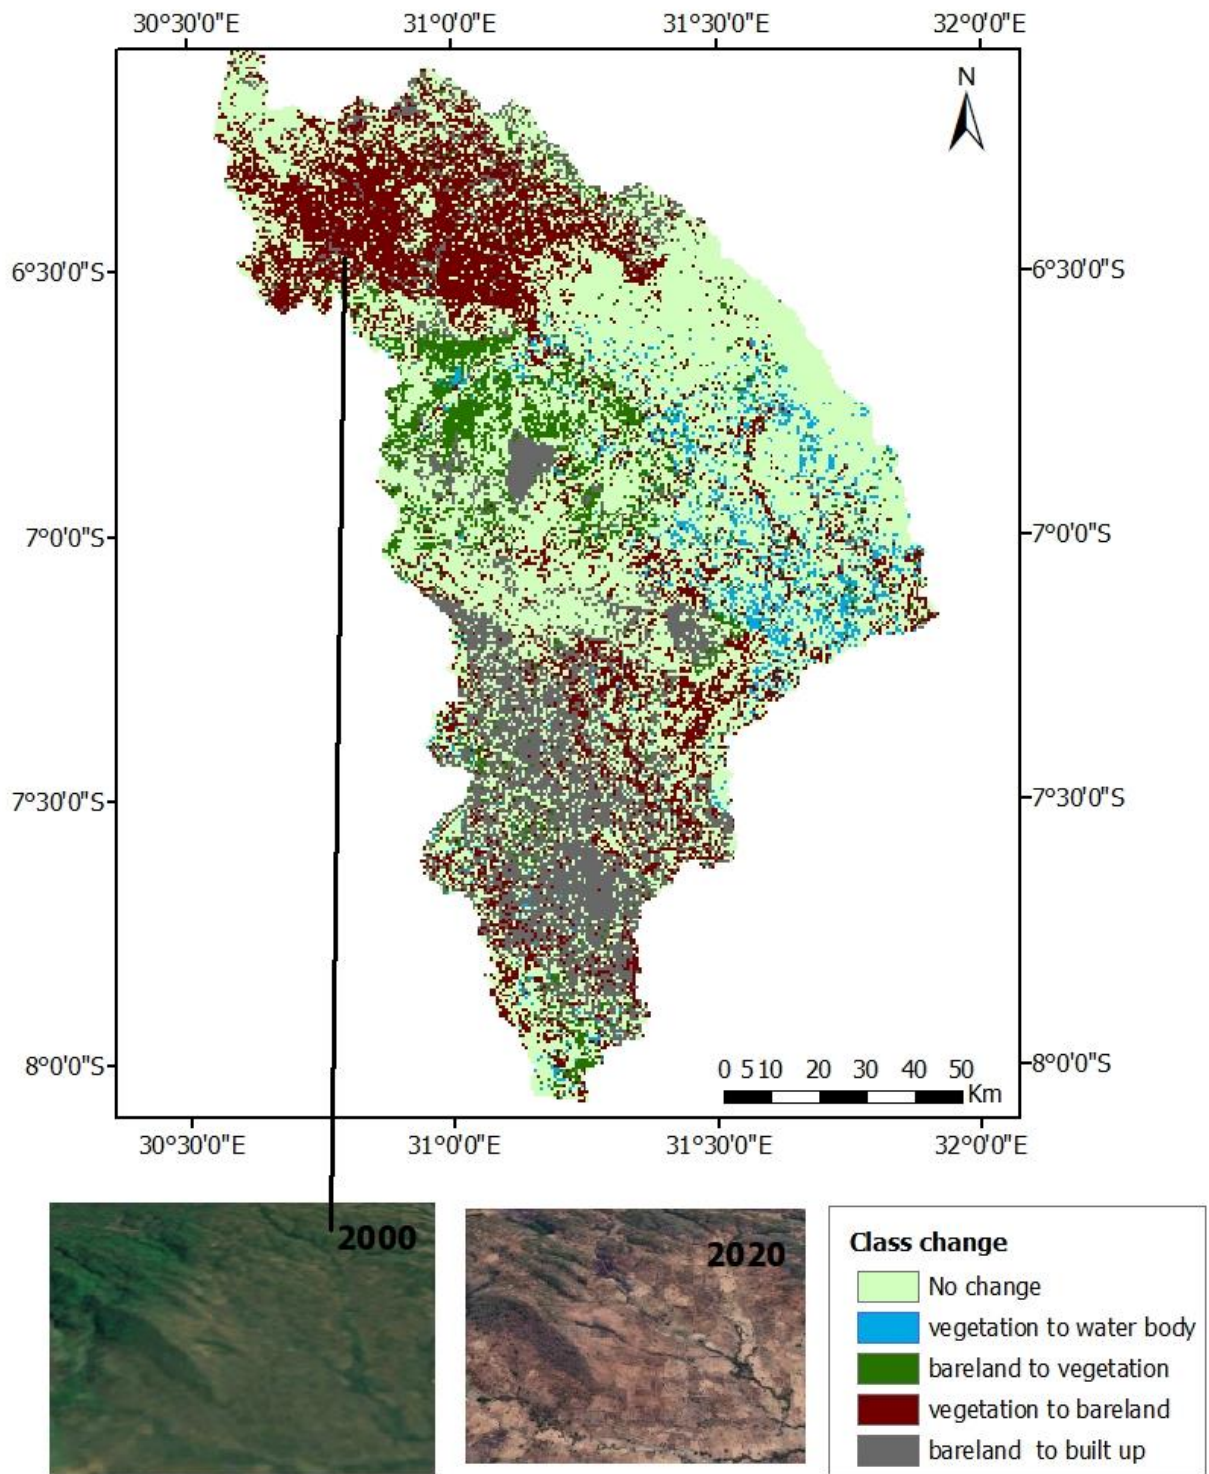 30°30'0"E 31°0'0"E 31°30'0"E 32°0'0"E
N
6°30'0"S 6°30'0"S
7°0'0"S 7°0'0"S
7°30'0"S 7°30'0"S
8°0'0"S 8°0'0"S
0 5 10 20 30 40 50
Km
30°30'0"E 31°0'0"E 31°30'0"E 32°0'0"E
2000
2020
Class change
No change
vegetation to water body
bareland to vegetation
vegetation to bareland
bareland to built up